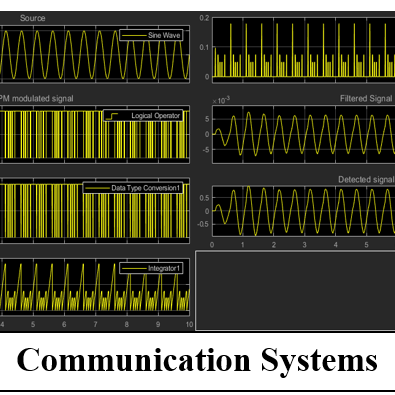 Source
Sine Wave
PM modulated signal
Logical Operator
Data Type Conversion1
Integrator1
4 5 6 7 8 9 10
0.2
0.1
0
×10^-3
Filtered Signal
5
0
-5
Detected signal
0.5
0
-0.5
0 1 2 3 4 5
Communication Systems